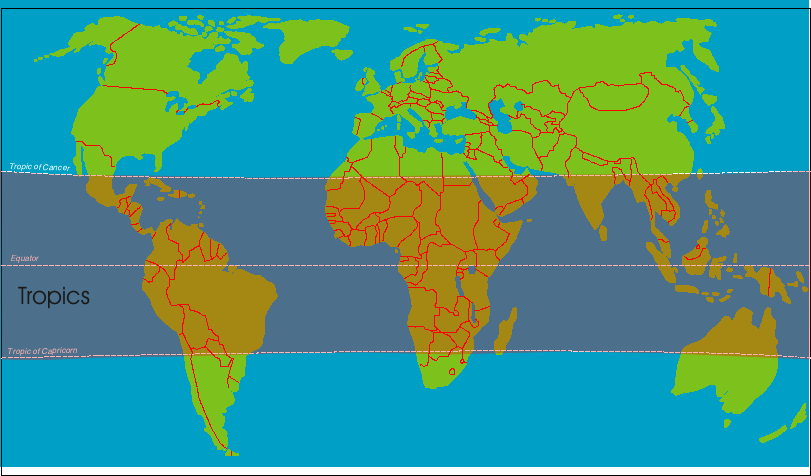 Tropic of Cancer
Equator
Tropics
Tropic of Capricorn